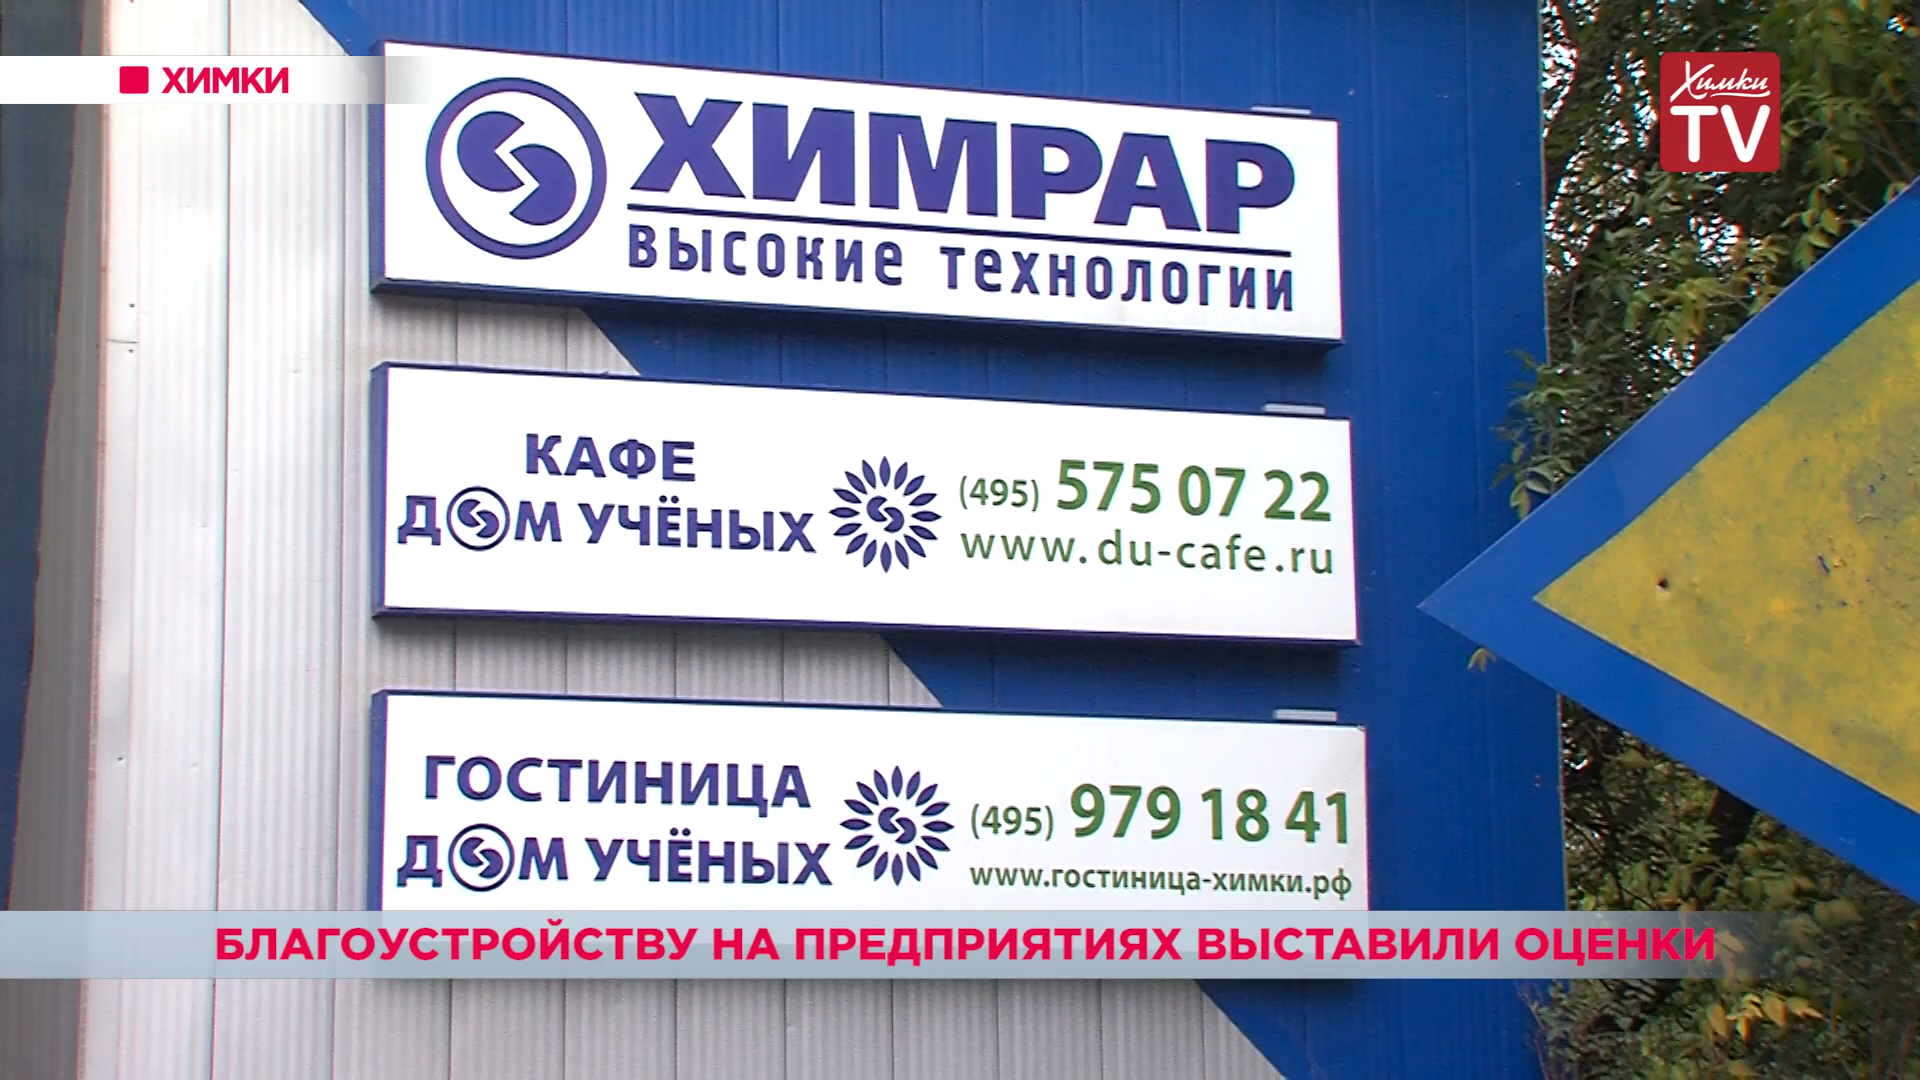 ХИМКИ
Химки
TV
ХИМРАР
ВЫСОКИЕ ТЕХНОЛОГИИ
КАФЕ
ДОМ УЧЁНЫХ
(495) 575 07 22
www.du-cafe.ru
ГОСТИНИЦА
ДОМ УЧЁНЫХ
(495) 979 18 41
www.гостиница-химки.рф
БЛАГОУСТРОЙСТВУ НА ПРЕДПРИЯТИЯХ ВЫСТАВИЛИ ОЦЕНКИ